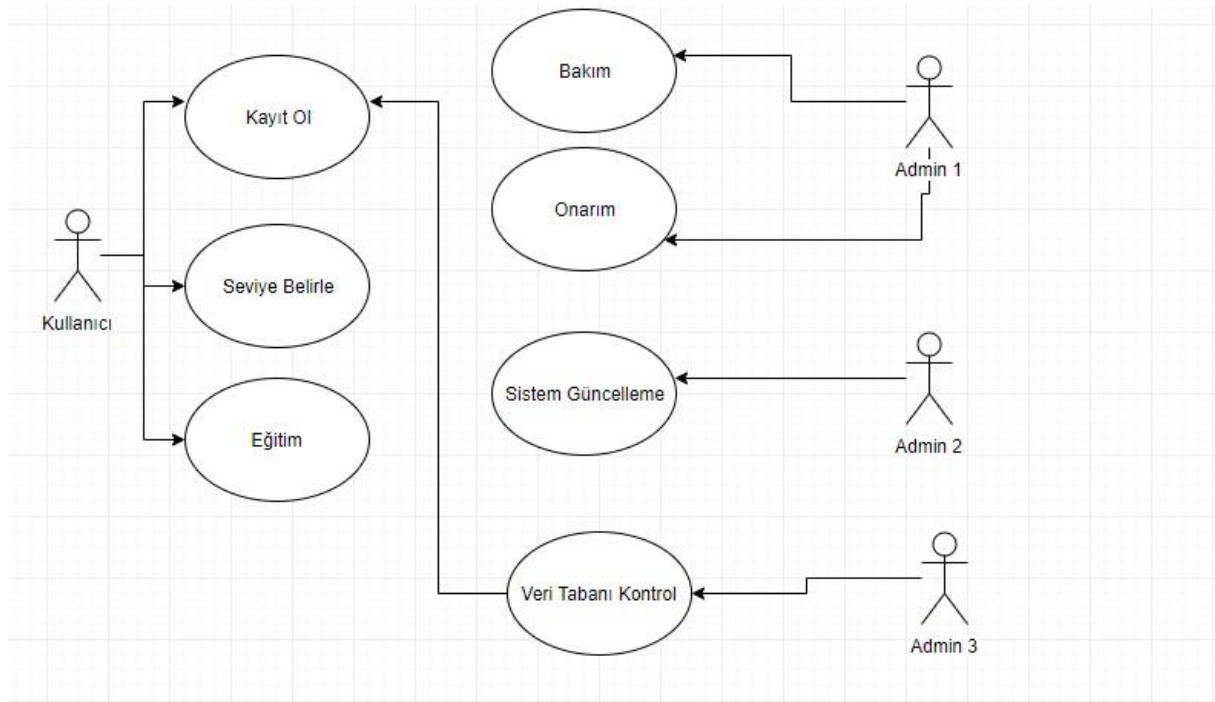 Bakım
Kayıt Ol
Admin 1
Onarım
Seviye Belirle
Kullanıcı
Sistem Güncelleme
Eğitim
Admin 2
Veri Tabanı Kontrol
Admin 3